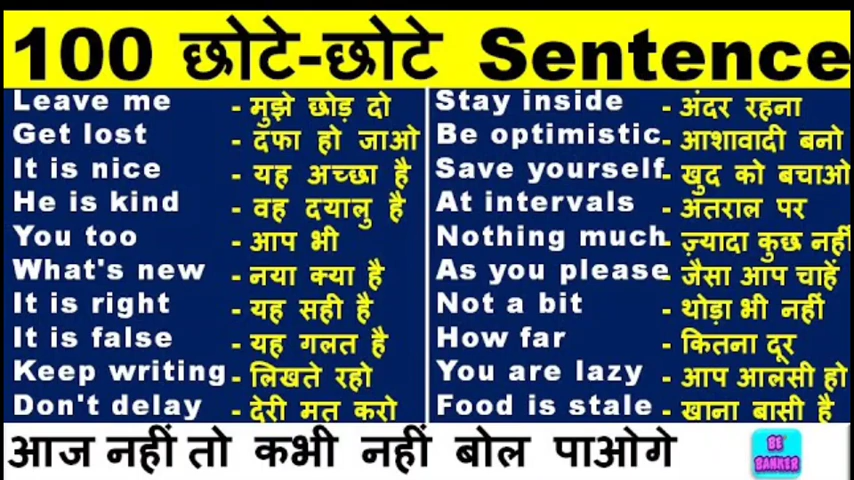 100 छोटे-छोटे Sentence
Leave me - मुझे छोड़ दो
Get lost - दफा हो जाओ
It is nice - यह अच्छा है
He is kind - वह दयालु है
You too - आप भी
What's new - नया क्या है
It is right - यह सही है
It is false - यह गलत है
Keep writing - लिखते रहो
Don't delay - देरी मत करो
Stay inside - अंदर रहना
Be optimistic - आशावादी बनो
Save yourself - खुद को बचाओ
At intervals - अंतराल पर
Nothing much - ज़्यादा कुछ नहीं
As you please - जैसा आप चाहें
Not a bit - थोड़ा भी नहीं
How far - कितना दूर
You are lazy - आप आलसी हो
Food is stale - खाना बासी है
आज नहीं तो कभी नहीं बोल पाओगे
BE
BANKER